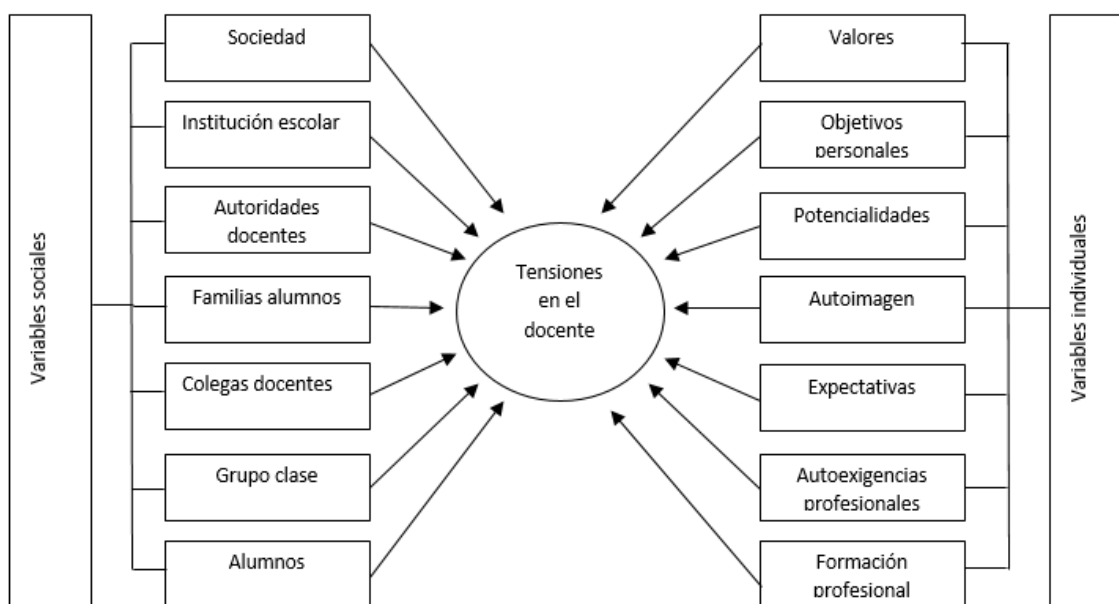 Variables sociales
Sociedad
Institución escolar
Autoridades
docentes
Familias alumnos
Colegas docentes
Grupo clase
Alumnos
Tensiones
en el
docente
Valores
Objetivos
personales
Potencialidades
Autoimagen
Expectativas
Autoexigencias
profesionales
Formación
profesional
Variables individuales